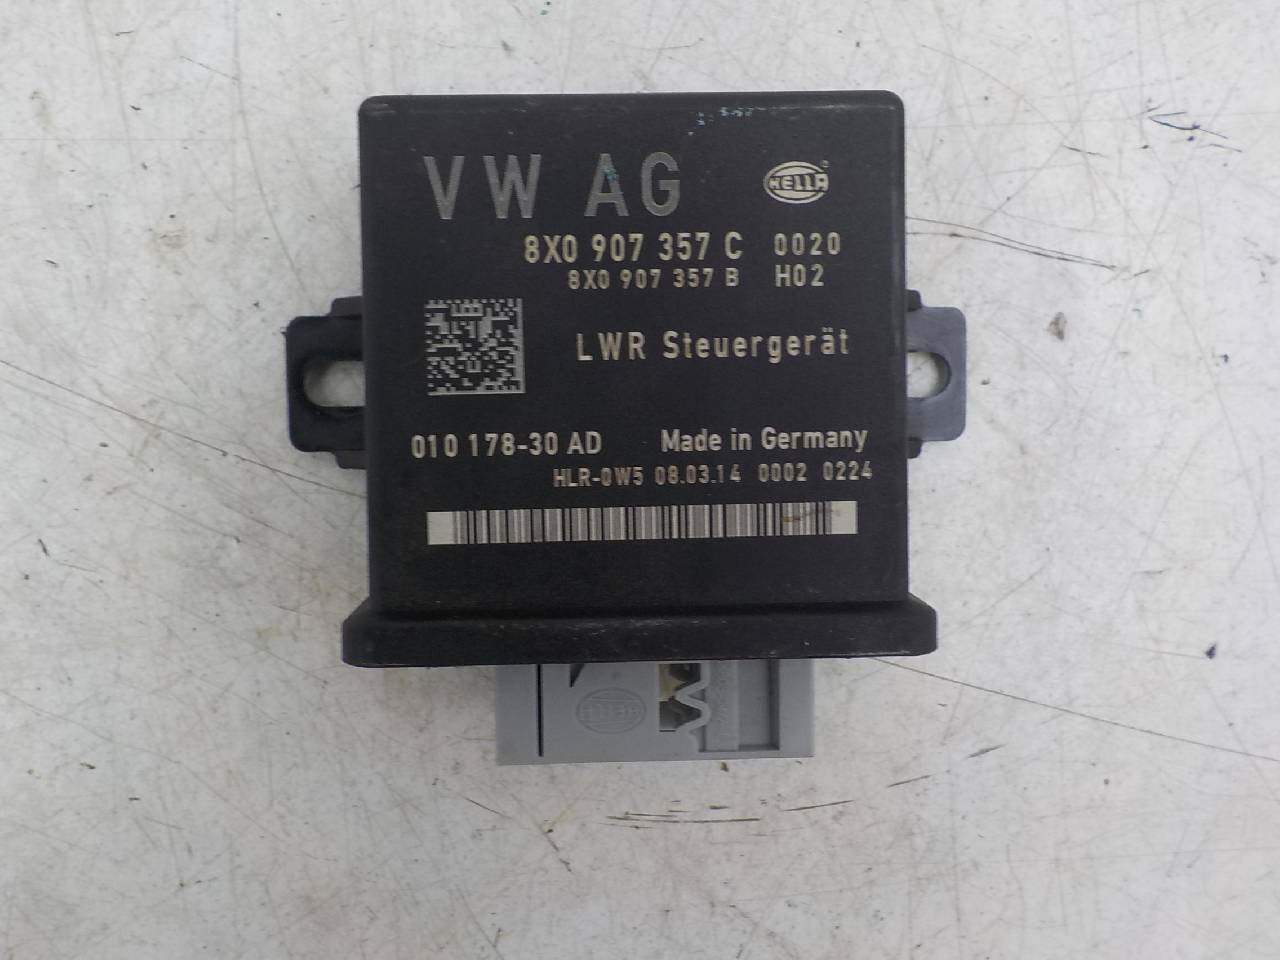 VW AG HELLA
8X0 907 357 C 0020
8X0 907 357 B H02
LWR Steuergerät
010 178-30 AD Made in Germany
HLR-0W5 08.03.14 0002 0224
HELLA